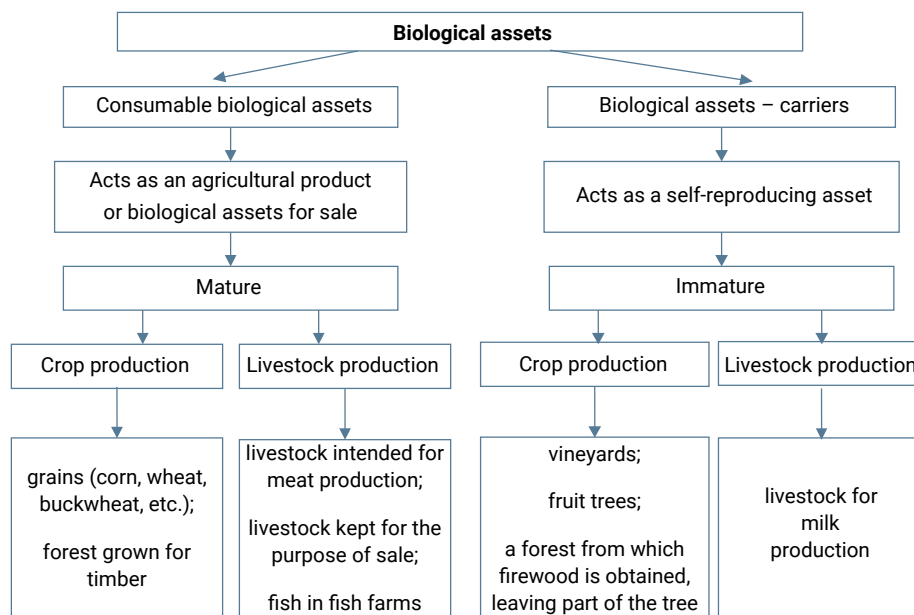 Biological assets
Consumable biological assets
Biological assets – carriers
Acts as an agricultural product
or biological assets for sale
Acts as a self-reproducing asset
Mature
Immature
Crop production
Livestock production
Crop production
Livestock production
grains (corn, wheat,
buckwheat, etc.);
forest grown for
timber
livestock intended for
meat production;
livestock kept for the
purpose of sale;
fish in fish farms
vineyards;
fruit trees;
a forest from which
firewood is obtained,
leaving part of the tree
livestock for
milk
production